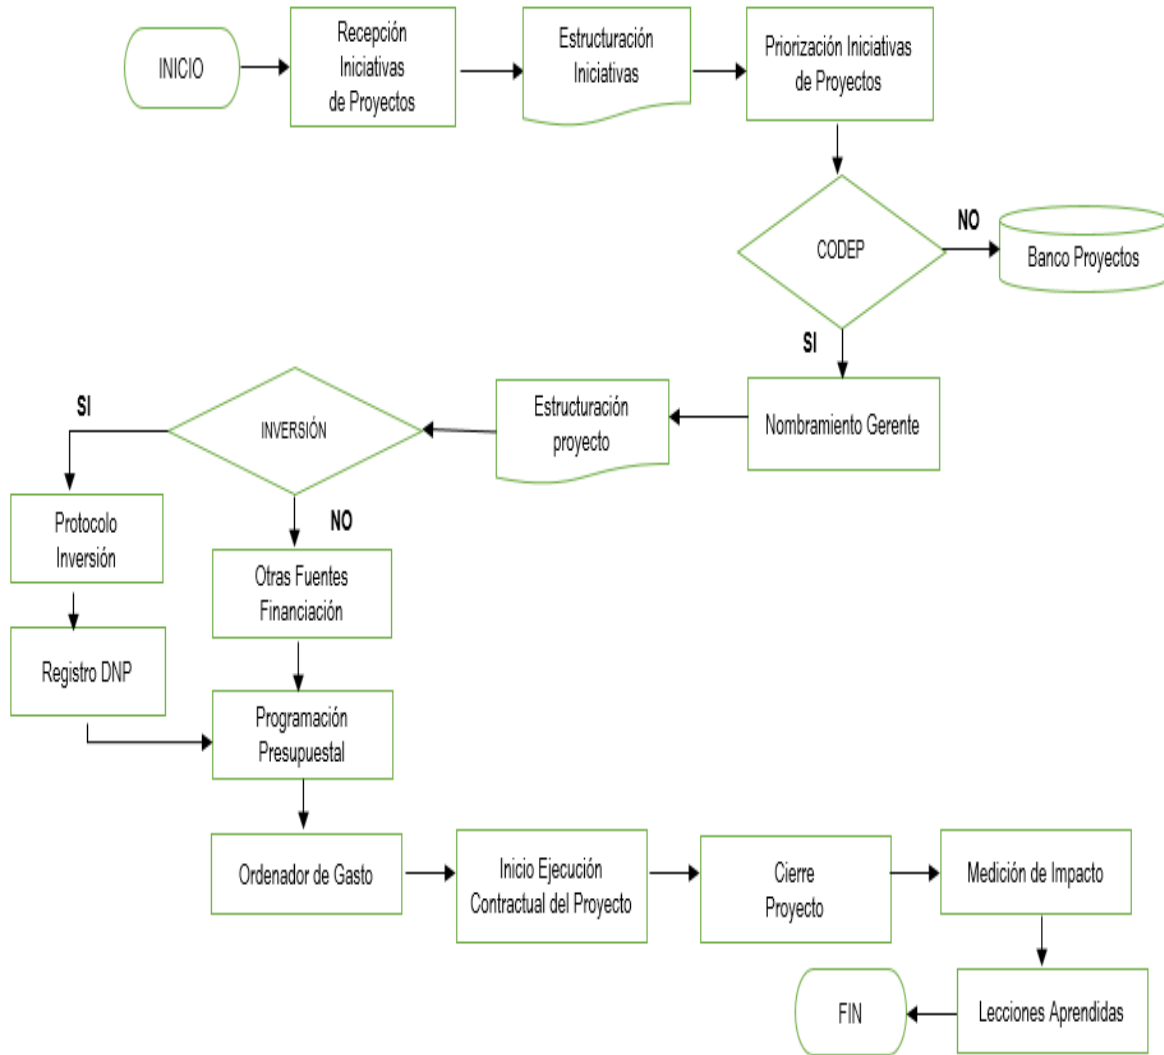 INICIO
Recepción
Iniciativas
de Proyectos
Estructuración
Iniciativas
Priorización Iniciativas
de Proyectos
CODEP
NO
Banco Proyectos
SI
Nombramiento Gerente
Estructuración
proyecto
INVERSIÓN
SI
Protocolo
Inversión
Registro DNP
NO
Otras Fuentes
Financiación
Programación
Presupuestal
Ordenador de Gasto
Inicio Ejecución
Contractual del Proyecto
Cierre
Proyecto
Medición de Impacto
Lecciones Aprendidas
FIN